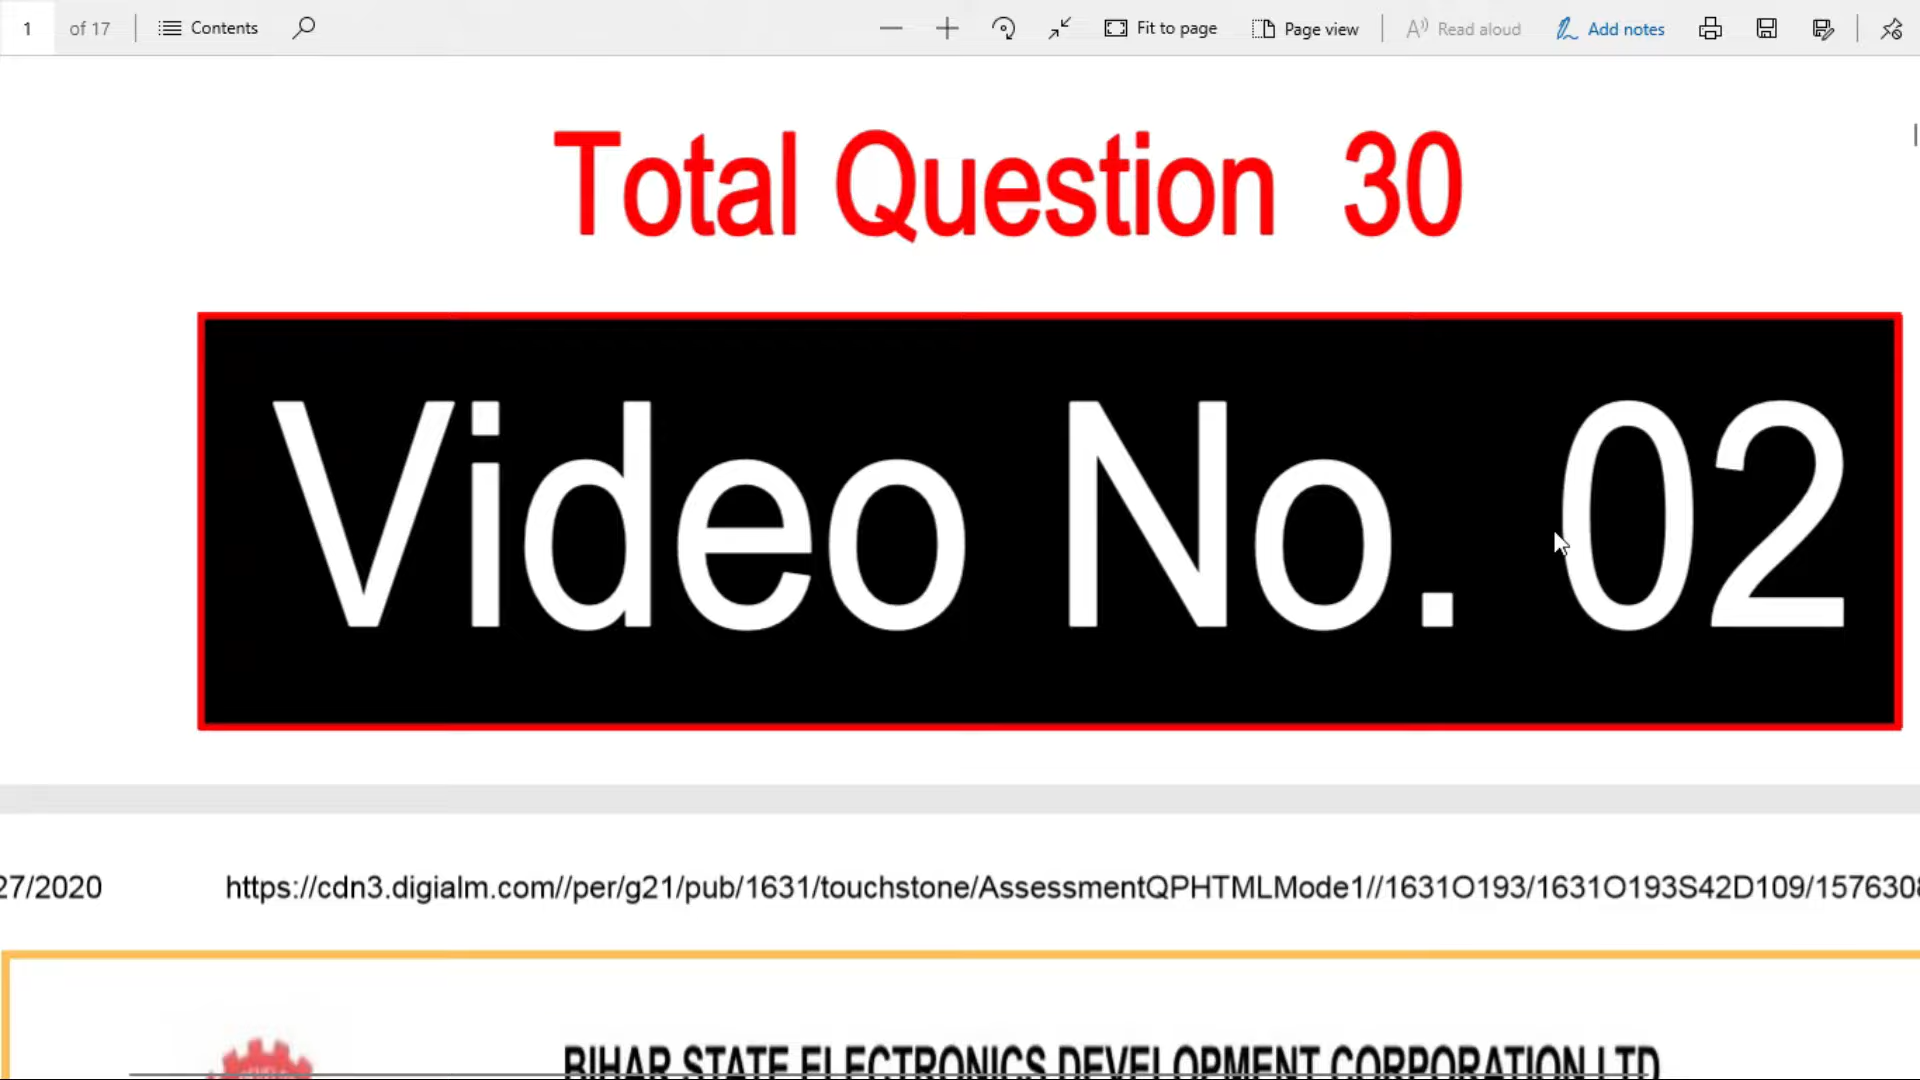 1 of 17 Contents Fit to page Page view Read aloud Add notes
Total Question 30
Video No. 02
27/2020 https://cdn3.digialm.com//per/g21/pub/1631/touchstone/AssessmentQPHTMLMode1//1631O193/1631O193S42D109/157630
BIHAR STATE ELECTRONICS DEVELOPMENT CORPORATION LTD